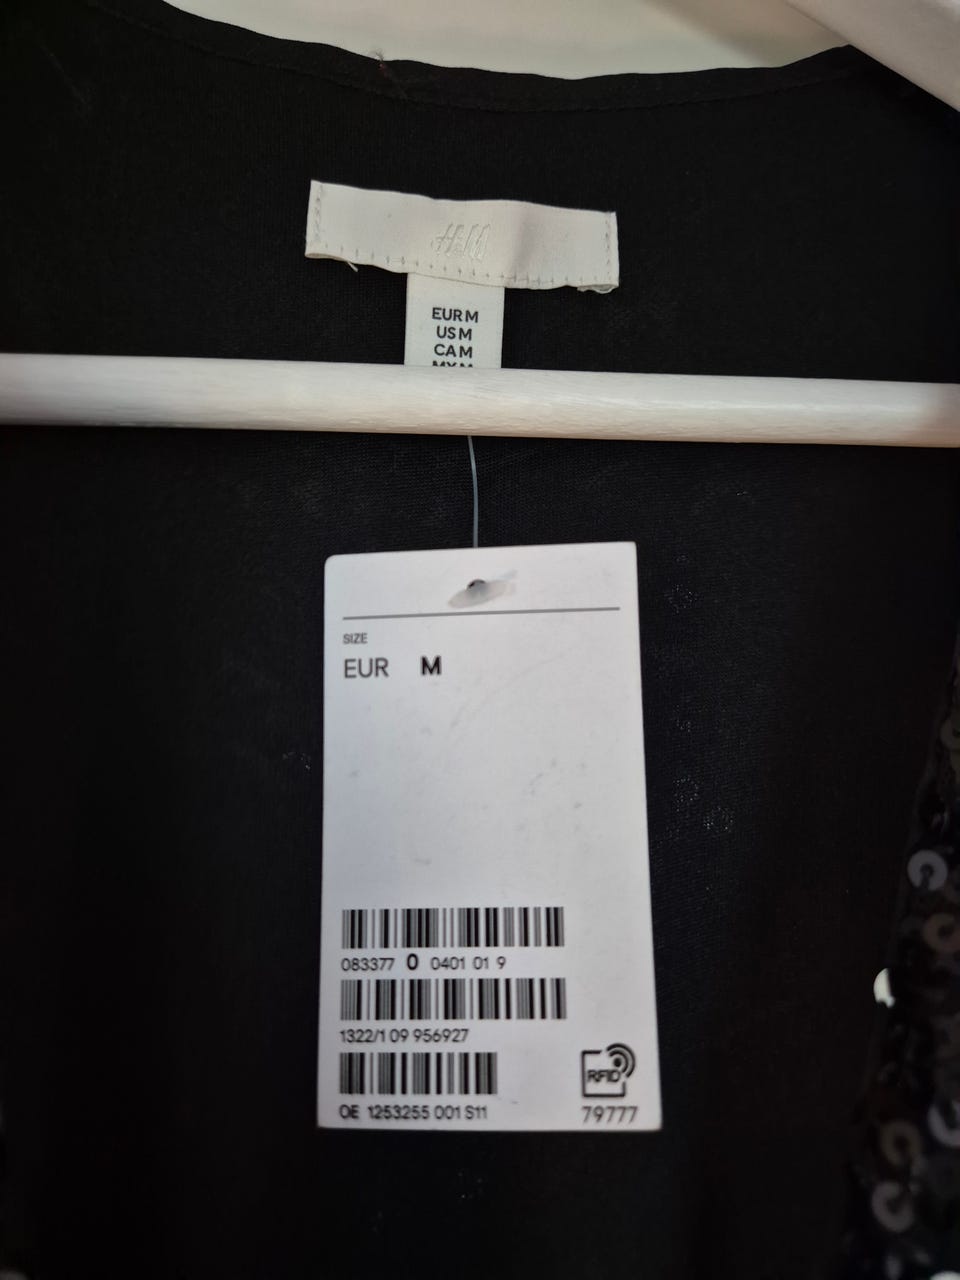 H&M
EUR M
US M
CA M
MX M
SIZE
EUR M
083377 0 0401 01 9
1322/1 09 956927
OE 1253255 001 S11
RFID
79777